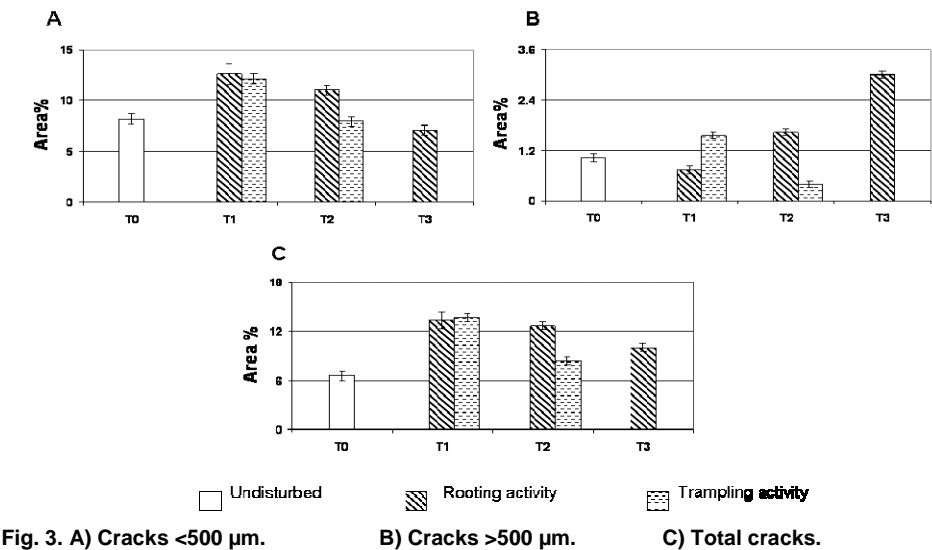 A
B
15
10
5
0
Area%
T0 T1 T2 T3
3.6
2.4
1.2
0
Area%
T0 T1 T2 T3
C
18
12
6
0
Area %
T0 T1 T2 T3
Undisturbed Rooting activity Trampling activity
Fig. 3. A) Cracks <500 µm. B) Cracks >500 µm. C) Total cracks.